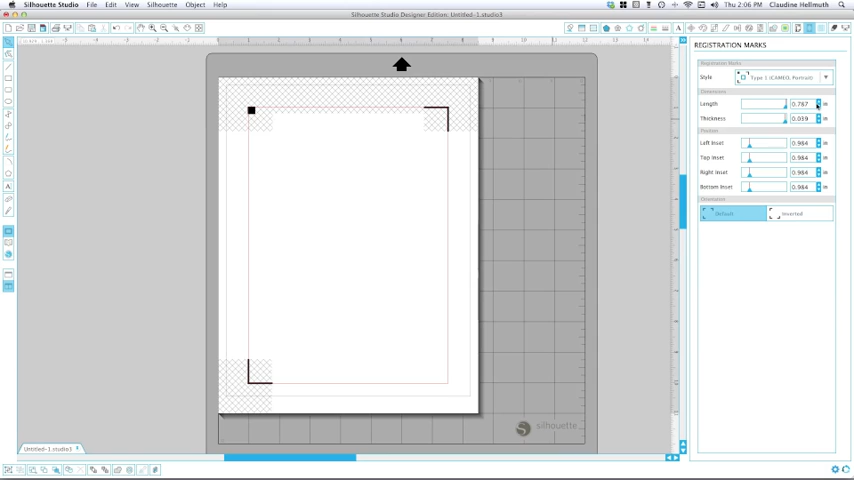 Silhouette Studio File Edit View Silhouette Object Help Thu 2:06 PM Claudine Hellmuth
Silhouette Studio Designer Edition: Untitled-1.studio3
REGISTRATION MARKS
Registration Marks
Style Type 1 (CAMEO, Portrait)
Dimensions
Length 0.787 in
Thickness 0.039 in
Position
Left Inset 0.984 in
Top Inset 0.984 in
Right Inset 0.984 in
Bottom Inset 0.984 in
Orientation
Default Inverted
silhouette
Untitled-1.studio3